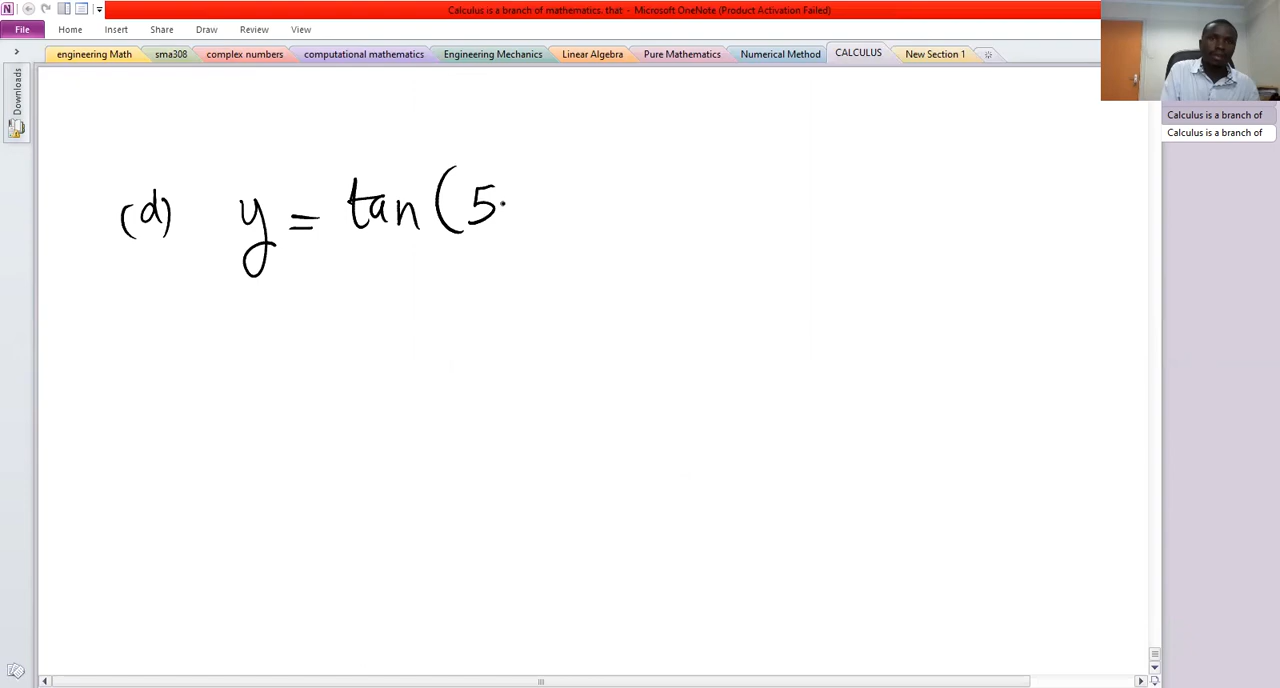 Calculus is a branch of mathematics. that - Microsoft OneNote (Product Activation Failed)
File Home Insert Share Draw Review View
engineering Math sma308 complex numbers computational mathematics Engineering Mechanics Linear Algebra Pure Mathematics Numerical Method CALCULUS New Section 1
Downloads
Calculus is a branch of
Calculus is a branch of
(d) y = tan(5